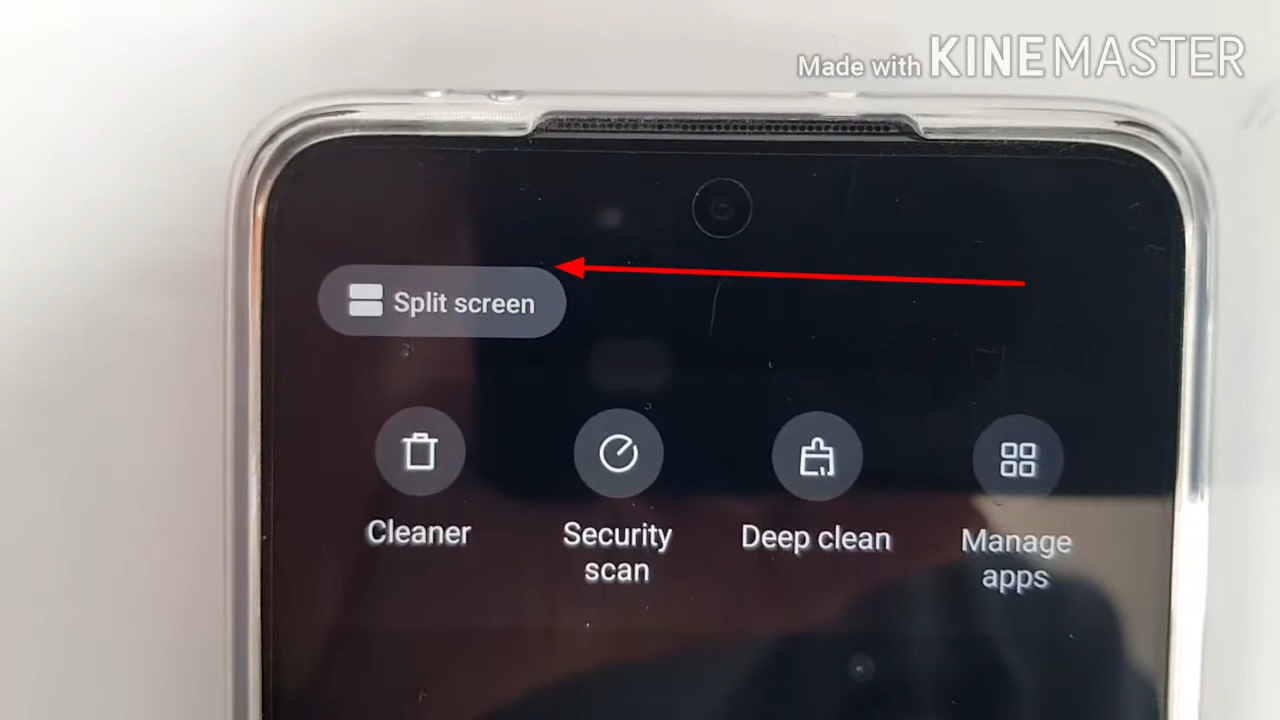 Made with KINEMASTER
Split screen
Cleaner
Security
scan
Deep clean
Manage
apps